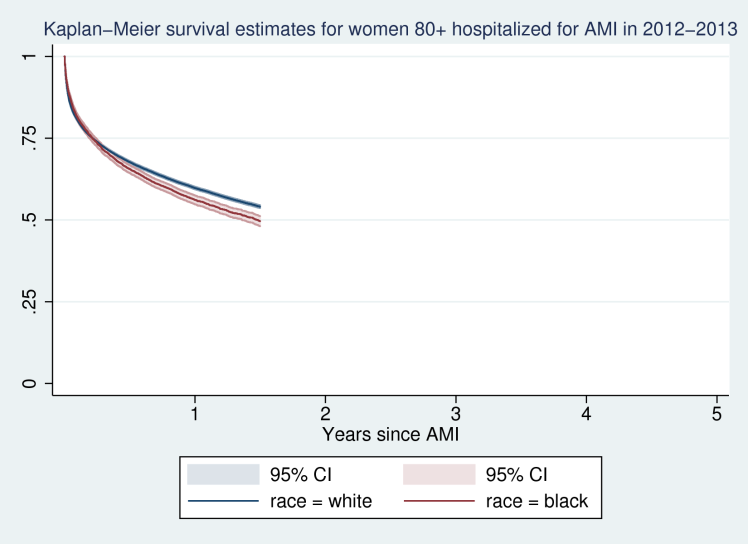 Kaplan−Meier survival estimates for women 80+ hospitalized for AMI in 2012−2013
1
.75
.5
.25
0
1 2 3 4 5
Years since AMI
95% CI 95% CI
race = white race = black